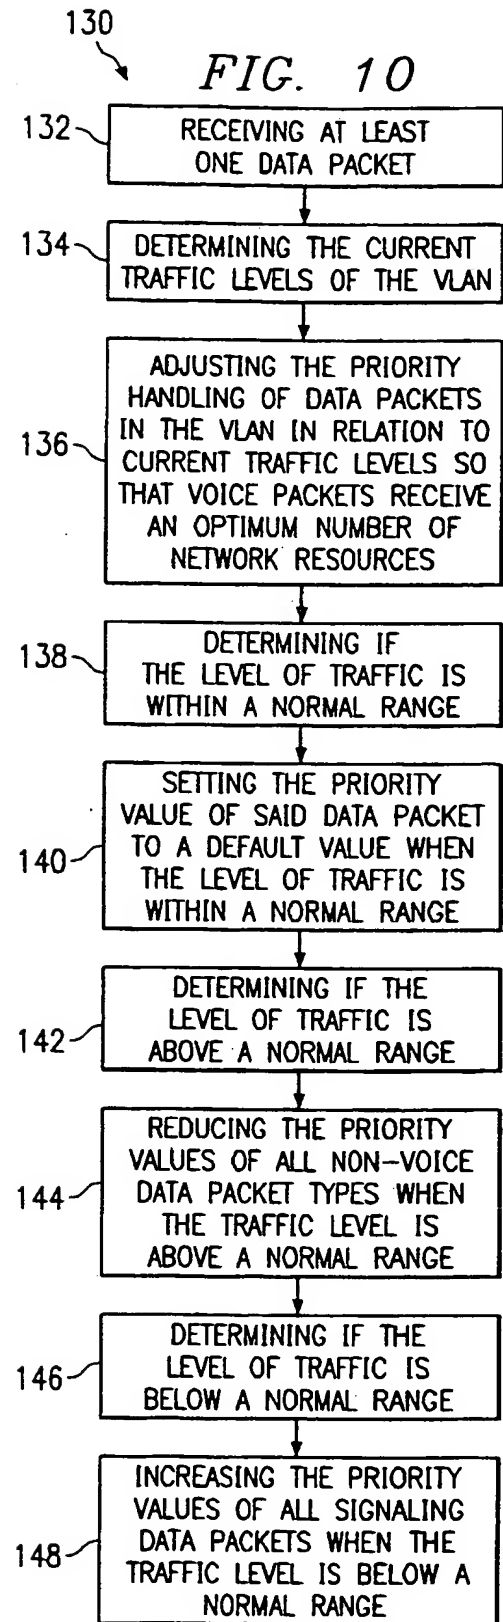 130
FIG. 10
132
RECEIVING AT LEAST
ONE DATA PACKET
134
DETERMINING THE CURRENT
TRAFFIC LEVELS OF THE VLAN
136
ADJUSTING THE PRIORITY
HANDLING OF DATA PACKETS
IN THE VLAN IN RELATION TO
CURRENT TRAFFIC LEVELS SO
THAT VOICE PACKETS RECEIVE
AN OPTIMUM NUMBER OF
NETWORK RESOURCES
138
DETERMINING IF
THE LEVEL OF TRAFFIC IS
WITHIN A NORMAL RANGE
140
SETTING THE PRIORITY
VALUE OF SAID DATA PACKET
TO A DEFAULT VALUE WHEN
THE LEVEL OF TRAFFIC IS
WITHIN A NORMAL RANGE
142
DETERMINING IF THE
LEVEL OF TRAFFIC IS
ABOVE A NORMAL RANGE
144
REDUCING THE PRIORITY
VALUES OF ALL NON-VOICE
DATA PACKET TYPES WHEN
THE TRAFFIC LEVEL IS
ABOVE A NORMAL RANGE
146
DETERMINING IF THE
LEVEL OF TRAFFIC IS
BELOW A NORMAL RANGE
148
INCREASING THE PRIORITY
VALUES OF ALL SIGNALING
DATA PACKETS WHEN THE
TRAFFIC LEVEL IS BELOW A
NORMAL RANGE